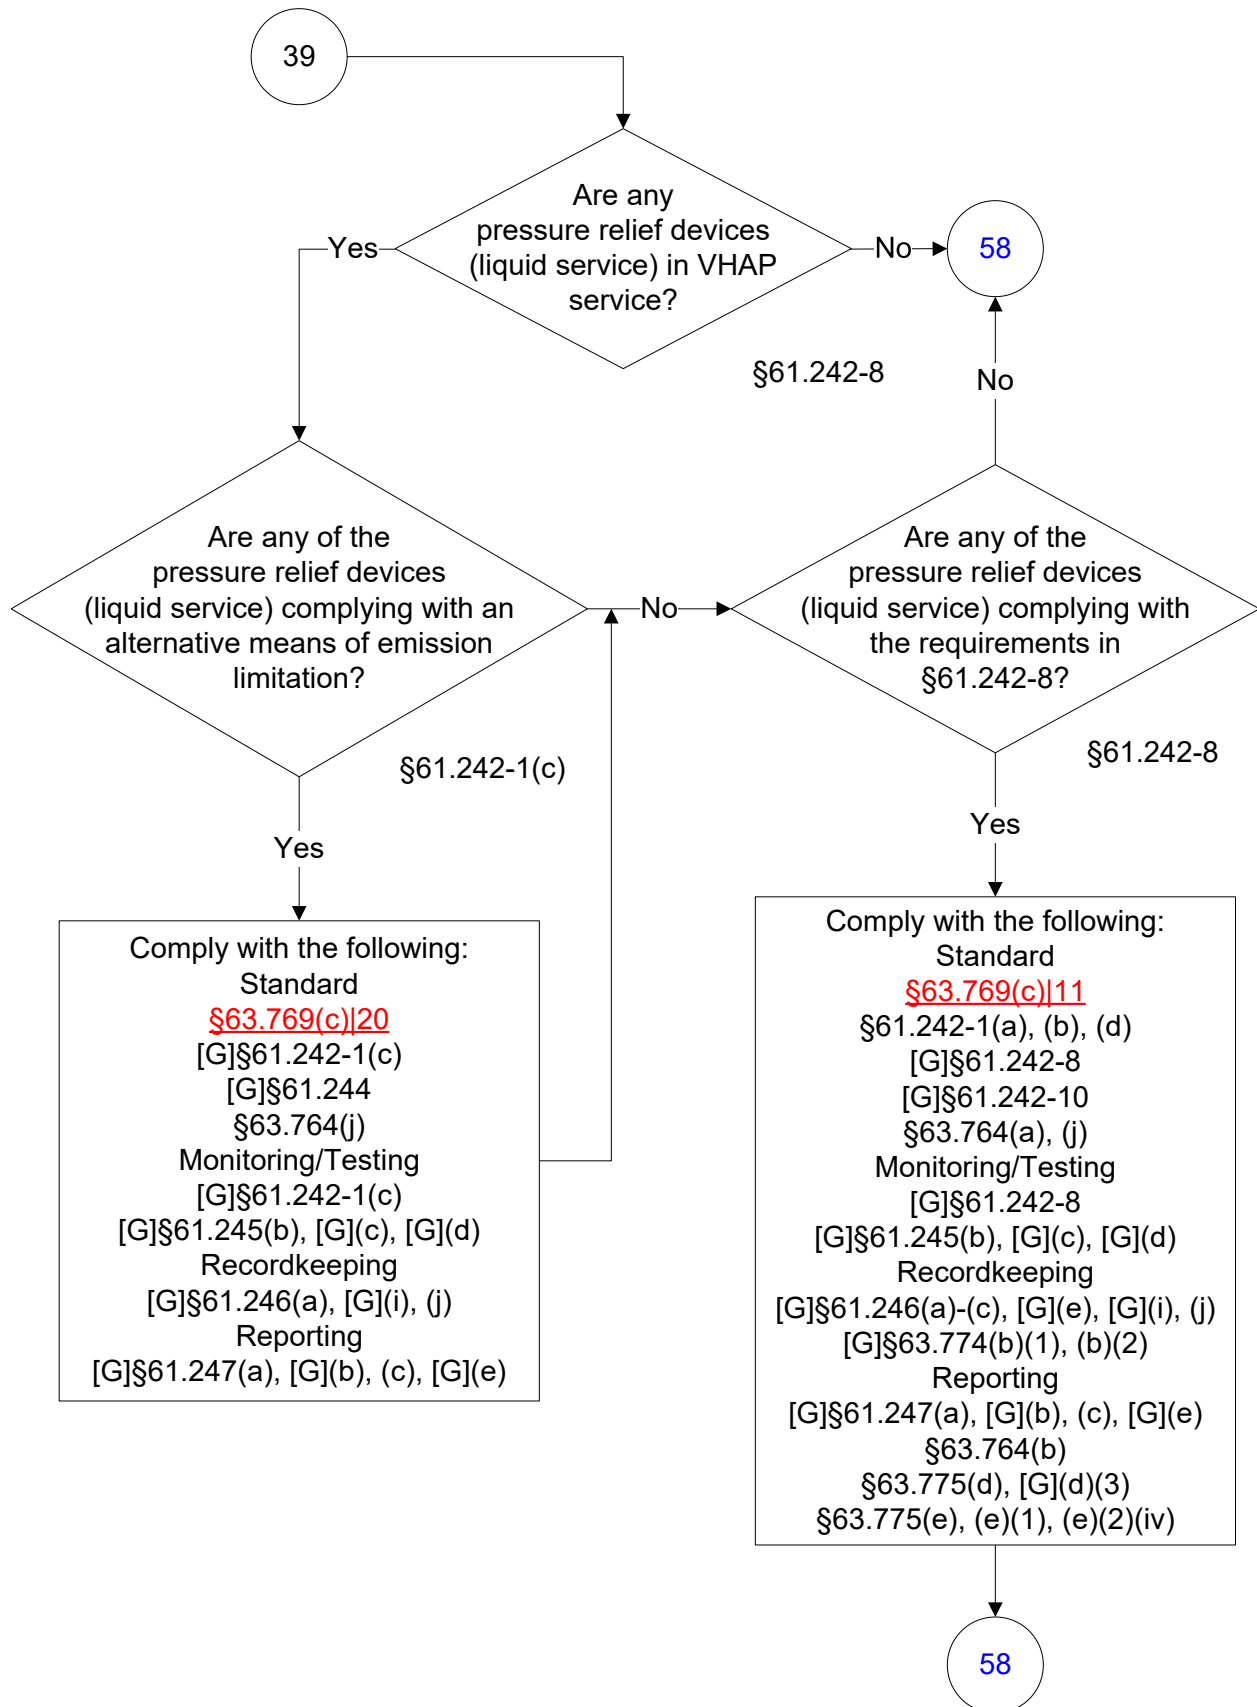 39
Are any
pressure relief devices
(liquid service) in VHAP
service?
Yes
No
58
§61.242-8
No
Are any of the
pressure relief devices
(liquid service) complying with an
alternative means of emission
limitation?
No
Are any of the
pressure relief devices
(liquid service) complying with
the requirements in
§61.242-8?
§61.242-1(c)
§61.242-8
Yes
Yes
Comply with the following:
Standard
§63.769(c)|20
[G]§61.242-1(c)
[G]§61.244
§63.764(j)
Monitoring/Testing
[G]§61.242-1(c)
[G]§61.245(b), [G](c), [G](d)
Recordkeeping
[G]§61.246(a), [G](i), (j)
Reporting
[G]§61.247(a), [G](b), (c), [G](e)
Comply with the following:
Standard
§63.769(c)|11
§61.242-1(a), (b), (d)
[G]§61.242-8
[G]§61.242-10
§63.764(a), (j)
Monitoring/Testing
[G]§61.242-8
[G]§61.245(b), [G](c), [G](d)
Recordkeeping
[G]§61.246(a)-(c), [G](e), [G](i), (j)
[G]§63.774(b)(1), (b)(2)
Reporting
[G]§61.247(a), [G](b), (c), [G](e)
§63.764(b)
§63.775(d), [G](d)(3)
§63.775(e), (e)(1), (e)(2)(iv)
58